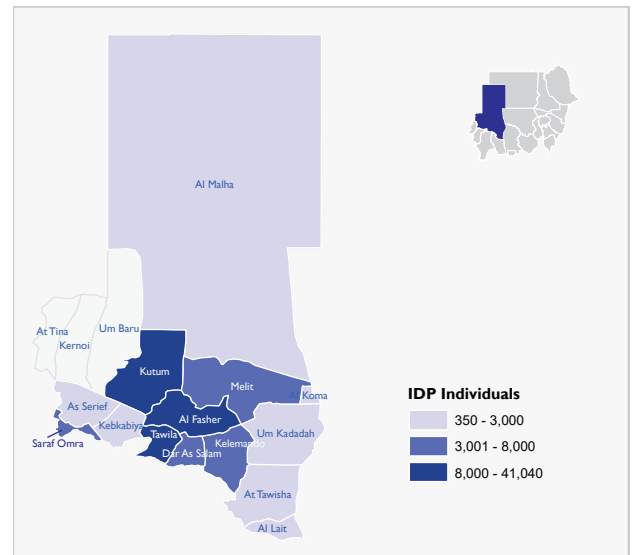 Al Malha
At Tina
Um Baru
Kernoi
Kutum
Melit
Al Koma
As Serief
Al Fasher
Kebkabiya
Um Kadadah
Saraf Omra
Tawila
Kelemando
Dar As Salam
At Tawisha
Al Lait
IDP Individuals
350 - 3,000
3,001 - 8,000
8,000 - 41,040